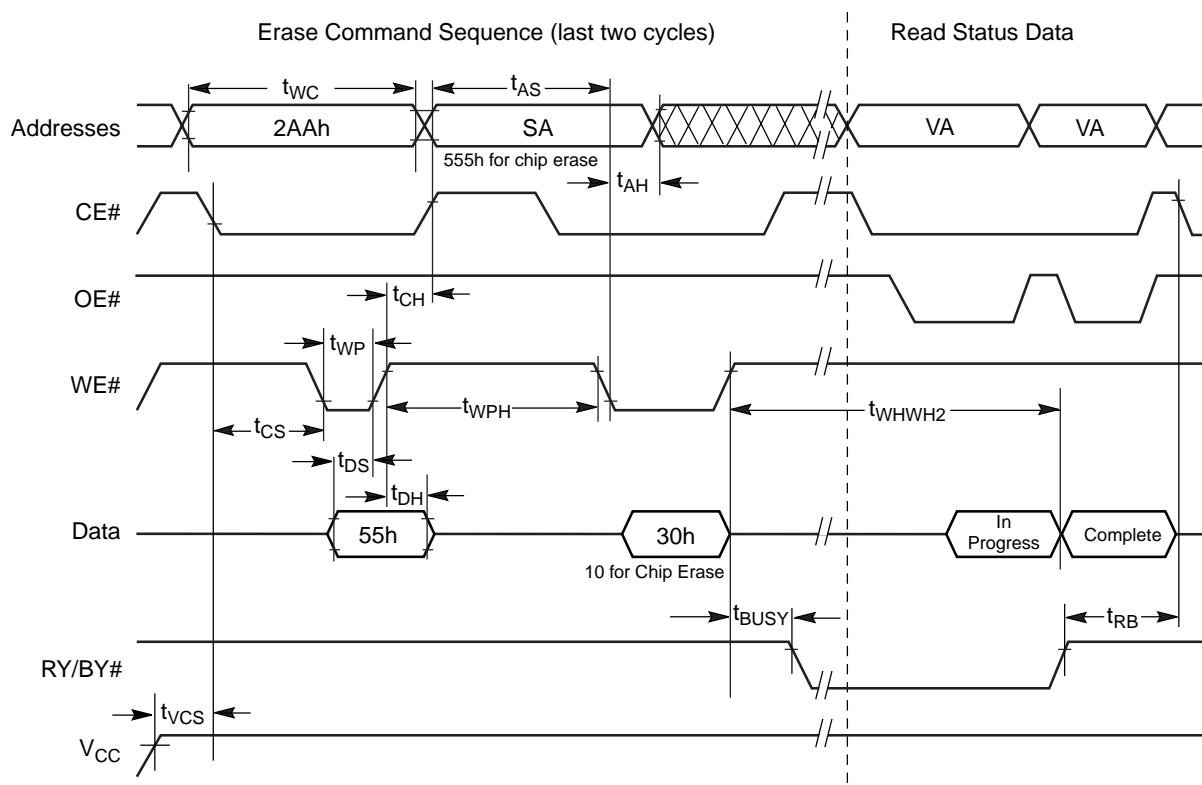 Erase Command Sequence (last two cycles)
Read Status Data
tWC
tAS
Addresses
2AAh
SA
VA
VA
555h for chip erase
tAH
CE#
OE#
tCH
tWP
WE#
tWPH
tWHWH2
tCS
tDS
tDH
Data
55h
30h
In
Progress
Complete
10 for Chip Erase
tBUSY
tRB
RY/BY#
tVCS
VCC